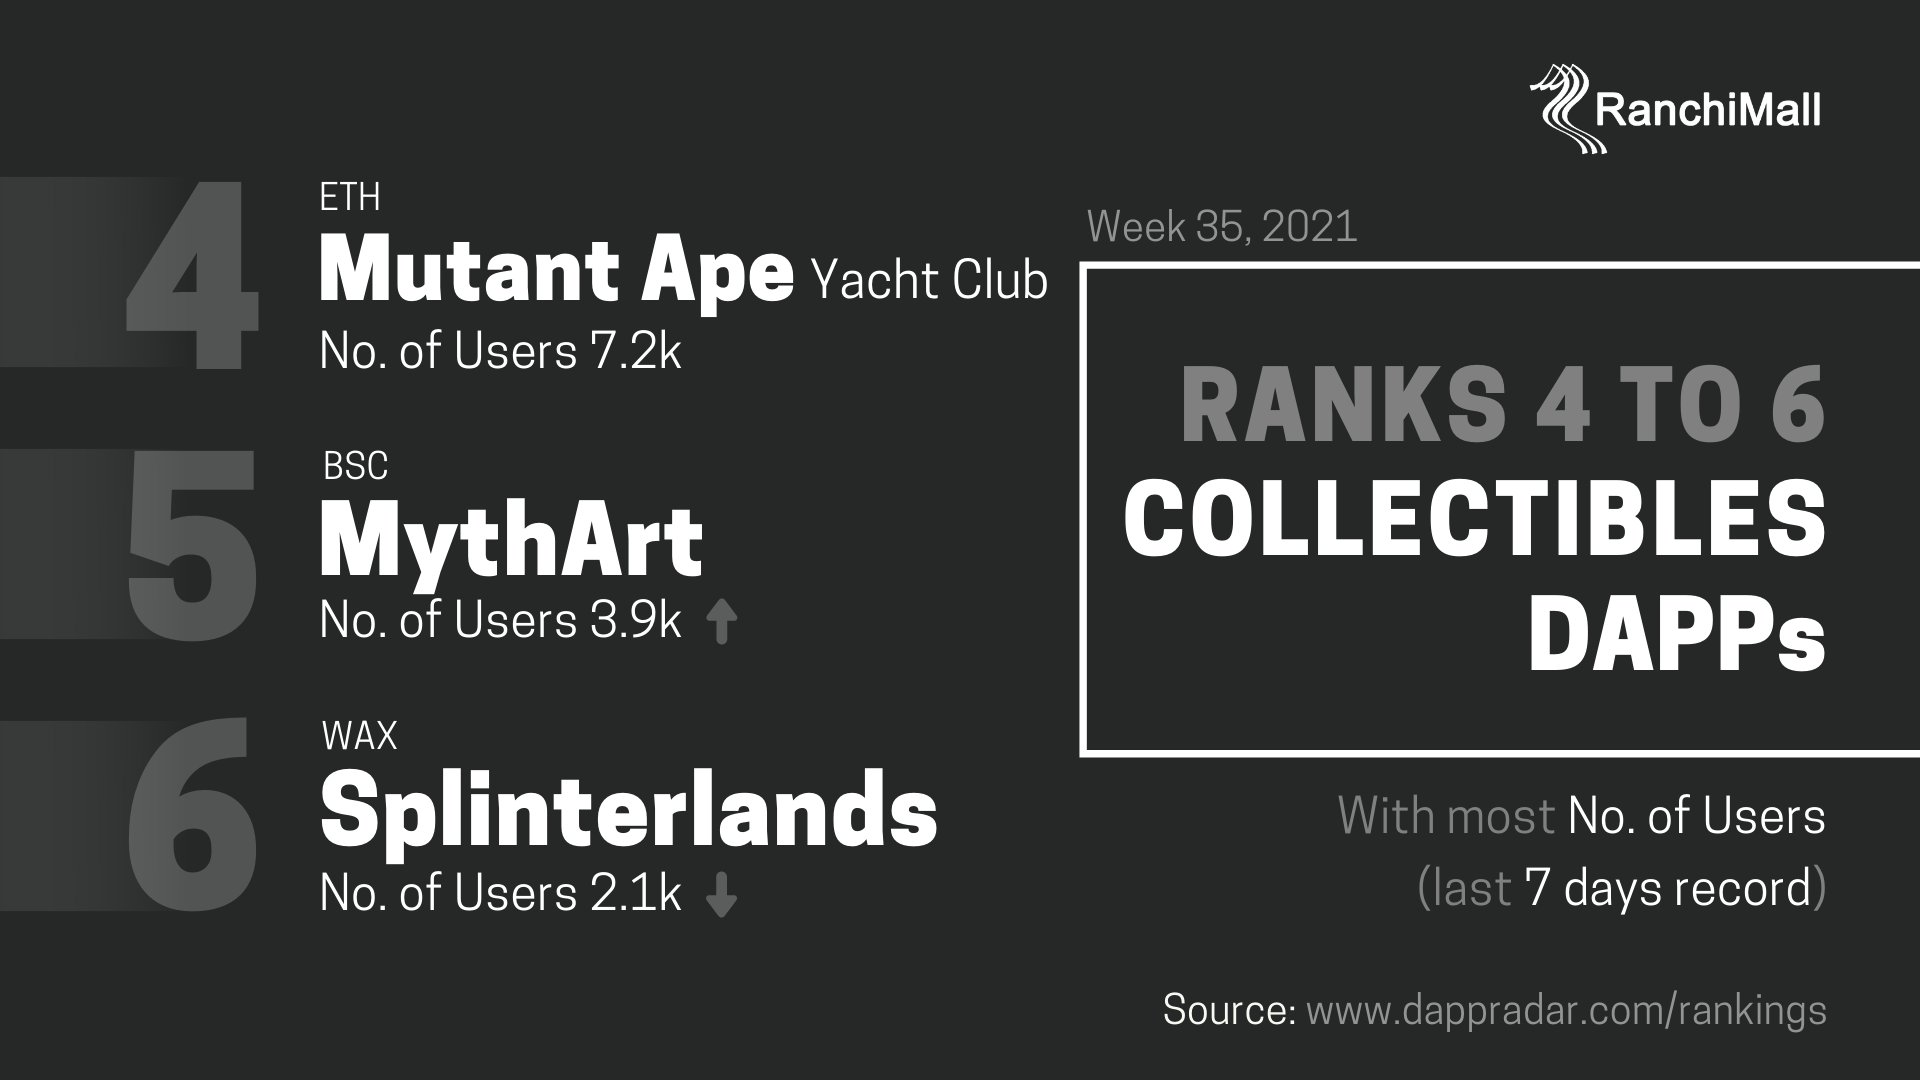 RanchiMall
4
ETH
Mutant Ape Yacht Club
No. of Users 7.2k
5
BSC
MythArt
No. of Users 3.9k
6
WAX
Splinterlands
No. of Users 2.1k
Week 35, 2021
RANKS 4 TO 6
COLLECTIBLES
DAPPs
With most No. of Users
(last 7 days record)
Source: www.dappradar.com/rankings